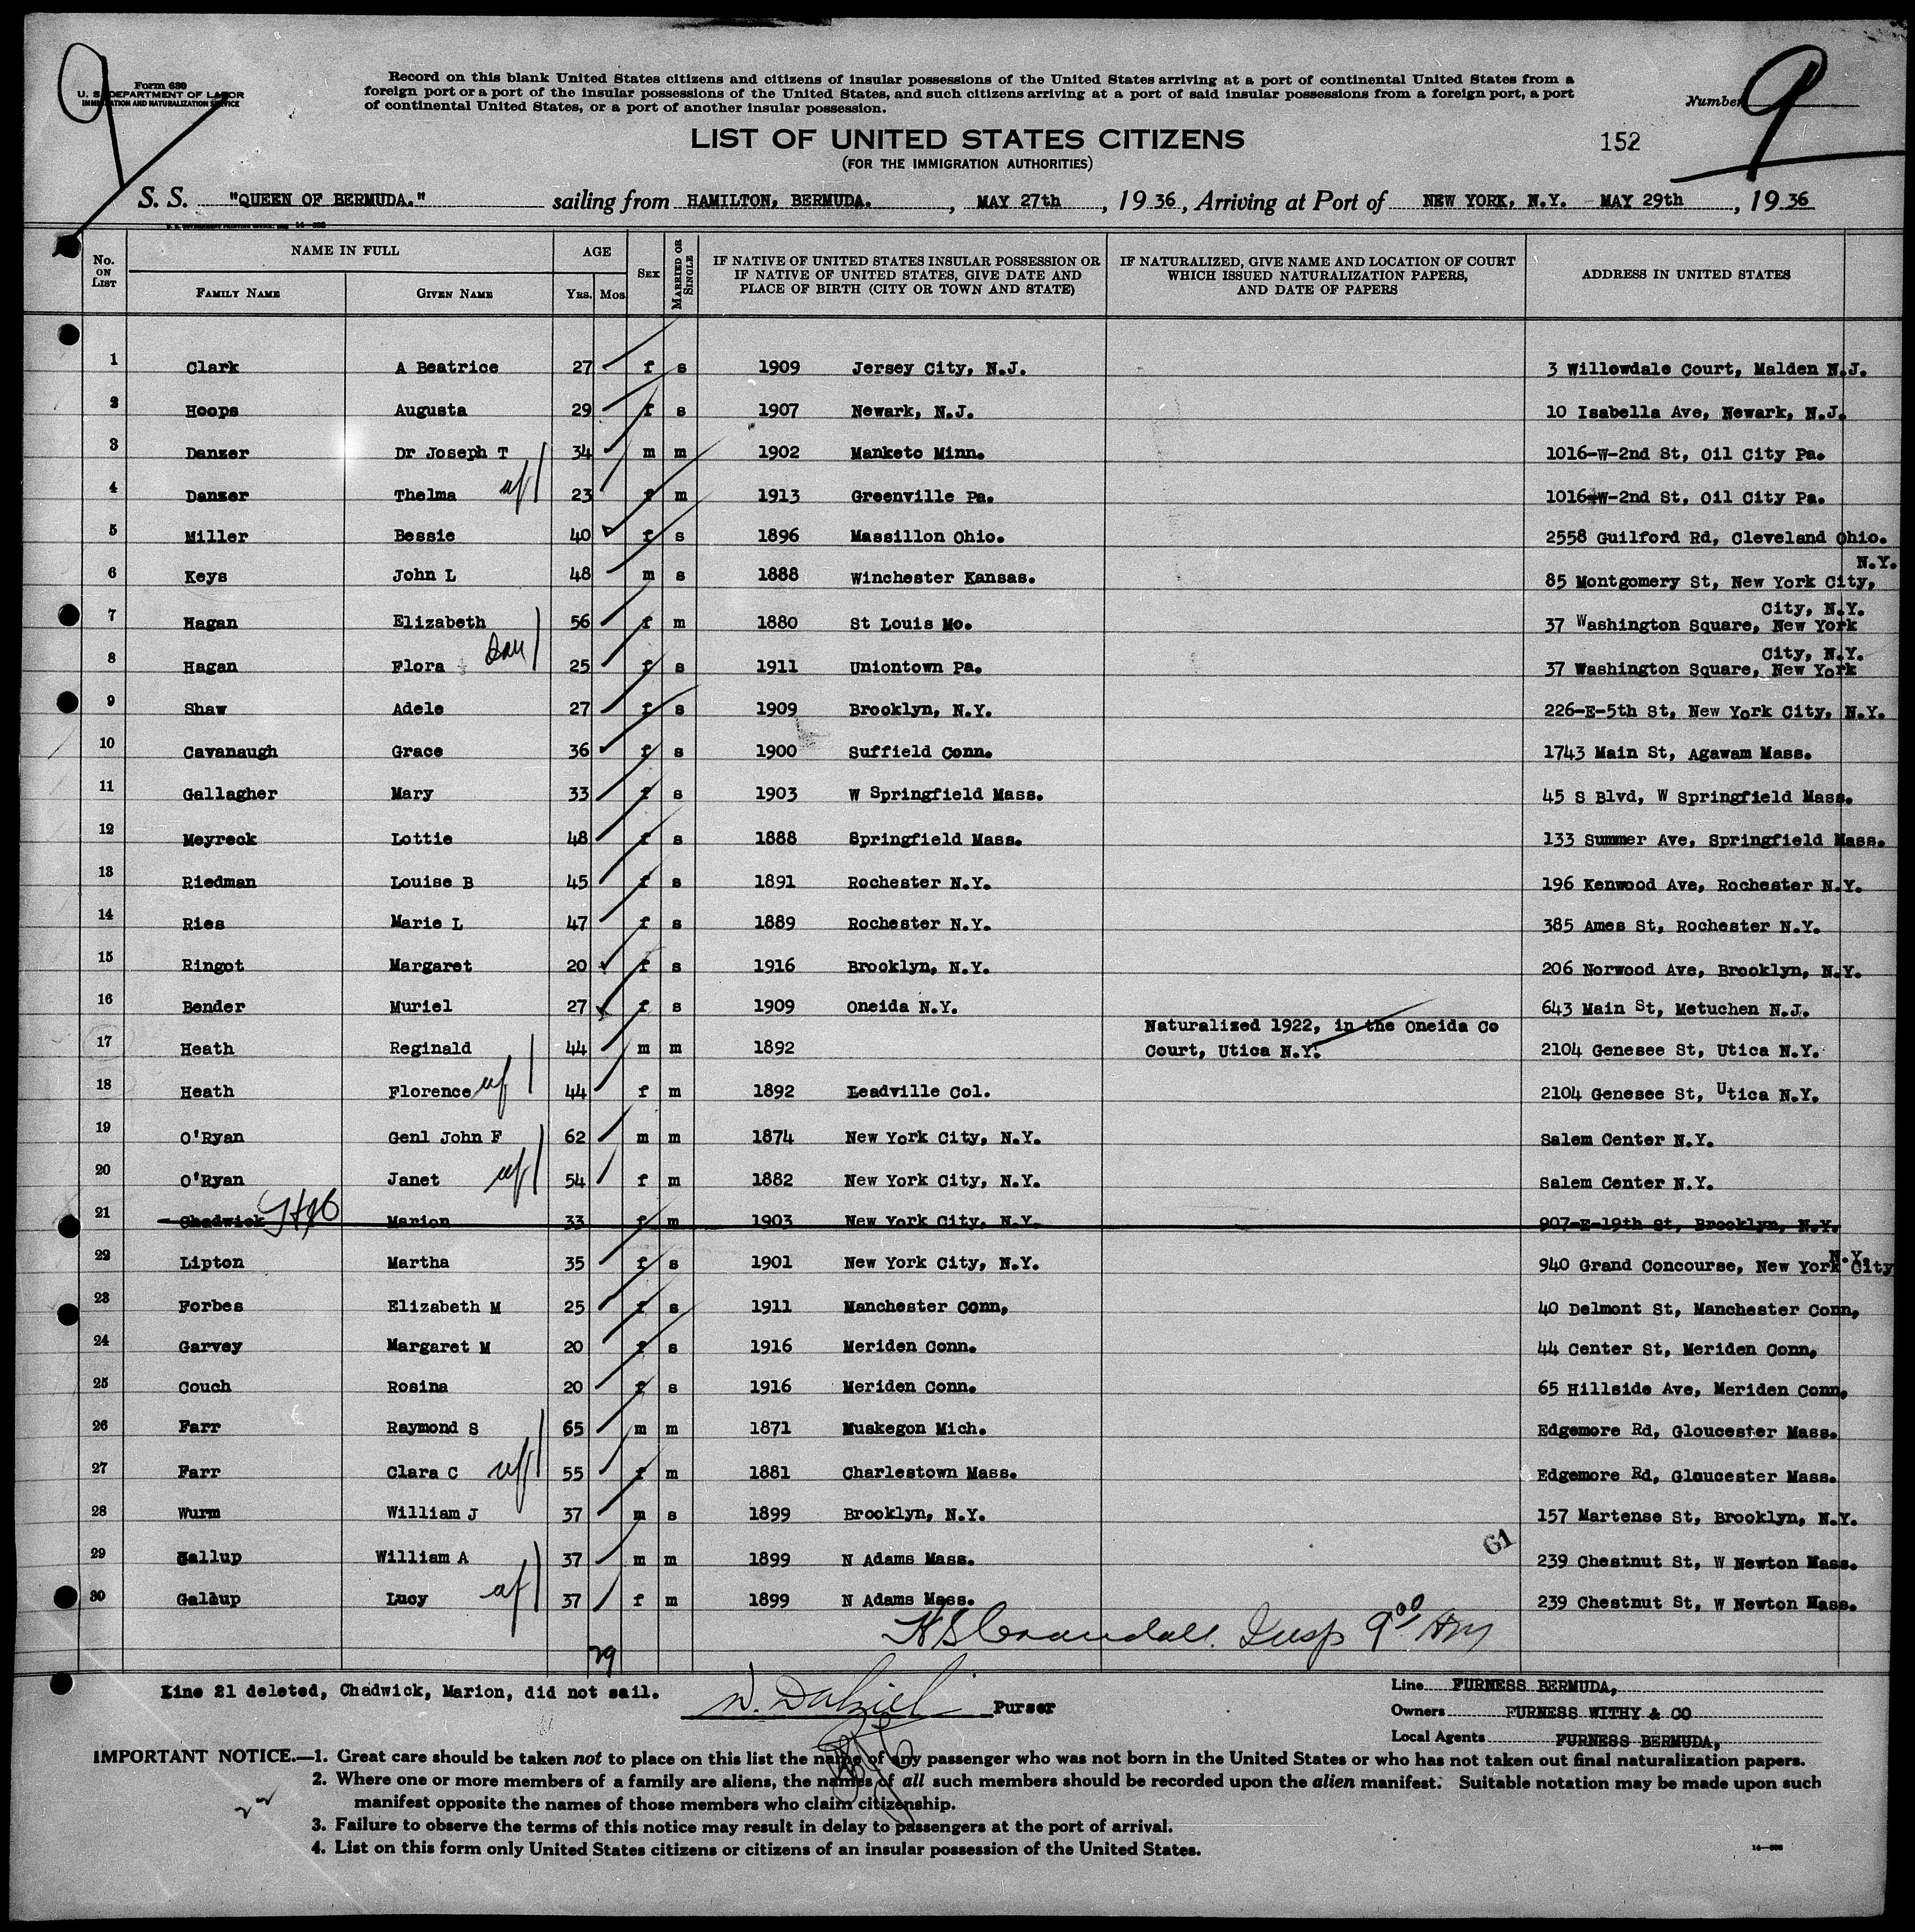 Form 630
U. S. DEPARTMENT OF LABOR
IMMIGRATION AND NATURALIZATION SERVICE
Record on this blank United States citizens and citizens of insular possessions of the United States arriving at a port of continental United States from a
foreign port or a port of the insular possessions of the United States, and such citizens arriving at a port of said insular possessions from a foreign port, a port
of continental United States, or a port of another insular possession.
Number 9
9
152
LIST OF UNITED STATES CITIZENS
(FOR THE IMMIGRATION AUTHORITIES)
S. S. "QUEEN OF BERMUDA." sailing from HAMILTON, BERMUDA. , MAY 27th , 1936, Arriving at Port of NEW YORK, N.Y. MAY 29th , 1936
No. ON LIST NAME IN FULL FAMILY NAME GIVEN NAME AGE YRS. MOS SEX MARRIED OR SINGLE IF NATIVE OF UNITED STATES INSULAR POSSESSION OR IF NATIVE OF UNITED STATES, GIVE DATE AND PLACE OF BIRTH (CITY OR TOWN AND STATE) IF NATURALIZED, GIVE NAME AND LOCATION OF COURT WHICH ISSUED NATURALIZATION PAPERS, AND DATE OF PAPERS ADDRESS IN UNITED STATES
1 Clark A Beatrice 27 f s 1909 Jersey City, N.J. 3 Willowdale Court, Malden N.J.
2 Hoops Augusta 29 f s 1907 Newark, N.J. 10 Isabella Ave, Newark, N.J.
3 Danzer Dr Joseph T 34 m m 1902 Manketo Minn. 1016-W-2nd St, Oil City Pa.
4 Danzer Thelma wf 23 f m 1913 Greenville Pa. 1016-W-2nd St, Oil City Pa.
5 Miller Bessie 40 f s 1896 Massillon Ohio. 2558 Guilford Rd, Cleveland Ohio.
6 Keys John L 48 m s 1888 Winchester Kansas. 85 Montgomery St, New York City, N.Y.
7 Hagan Elizabeth 56 f m 1880 St Louis Mo. 37 Washington Square, New York City, N.Y.
8 Hagan Flora Dau 25 f s 1911 Uniontown Pa. 37 Washington Square, New York City, N.Y.
9 Shaw Adele 27 f s 1909 Brooklyn, N.Y. 226-E-5th St, New York City, N.Y.
10 Cavanaugh Grace 36 f s 1900 Suffield Conn. 1743 Main St, Agawam Mass.
11 Gallagher Mary 33 f s 1903 W Springfield Mass. 45 S Blvd, W Springfield Mass.
12 Meyreck Lottie 48 f s 1888 Springfield Mass. 133 Summer Ave, Springfield Mass.
13 Riedman Louise B 45 f s 1891 Rochester N.Y. 196 Kenwood Ave, Rochester N.Y.
14 Ries Marie L 47 f s 1889 Rochester N.Y. 385 Ames St, Rochester N.Y.
15 Ringot Margaret 20 f s 1916 Brooklyn, N.Y. 206 Norwood Ave, Brooklyn, N.Y.
16 Bender Muriel 27 f s 1909 Oneida N.Y. 643 Main St, Metuchen N.J.
17 Heath Reginald 44 m m 1892 Naturalized 1922, in the Oneida Co Court, Utica N.Y. 2104 Genesee St, Utica N.Y.
18 Heath Florence wf 44 f m 1892 Leadville Col. 2104 Genesee St, Utica N.Y.
19 O'Ryan Genl John F 62 m m 1874 New York City, N.Y. Salem Center N.Y.
20 O'Ryan Janet wf 54 f m 1882 New York City, N.Y. Salem Center N.Y.
21 Chadwick Marion 33 f m 1903 New York City, N.Y. 907-E-19th St, Brooklyn, N.Y.
22 Lipton Martha 35 f s 1901 New York City, N.Y. 940 Grand Concourse, New York City N.Y.
23 Forbes Elizabeth M 25 f s 1911 Manchester Conn, 40 Delmont St, Manchester Conn,
24 Garvey Margaret M 20 f s 1916 Meriden Conn. 44 Center St, Meriden Conn,
25 Couch Rosina 20 f s 1916 Meriden Conn. 65 Hillside Ave, Meriden Conn,
26 Farr Raymond S 65 m m 1871 Muskegon Mich. Edgemore Rd, Gloucester Mass.
27 Farr Clara C wf 55 f m 1881 Charlestown Mass. Edgemore Rd, Gloucester Mass.
28 Wurm William J 37 m s 1899 Brooklyn, N.Y. 157 Martense St, Brooklyn, N.Y.
29 Gallup William A 37 m m 1899 N Adams Mass. 239 Chestnut St, W Newton Mass.
61
30 Gallup Lucy wf 37 f m 1899 N Adams Mass. 239 Chestnut St, W Newton Mass.
K S Crandall. Insp 9 00 AM
29
Line 21 deleted, Chadwick, Marion, did not sail.
W. Dalziel Purser
Line FURNESS BERMUDA,
Owners FURNESS WITHY & CO
Local Agents FURNESS BERMUDA,
IMPORTANT NOTICE.—1. Great care should be taken not to place on this list the name of any passenger who was not born in the United States or who has not taken out final naturalization papers.
2. Where one or more members of a family are aliens, the names of all such members should be recorded upon the alien manifest. Suitable notation may be made upon such
manifest opposite the names of those members who claim citizenship.
3. Failure to observe the terms of this notice may result in delay to passengers at the port of arrival.
4. List on this form only United States citizens or citizens of an insular possession of the United States.